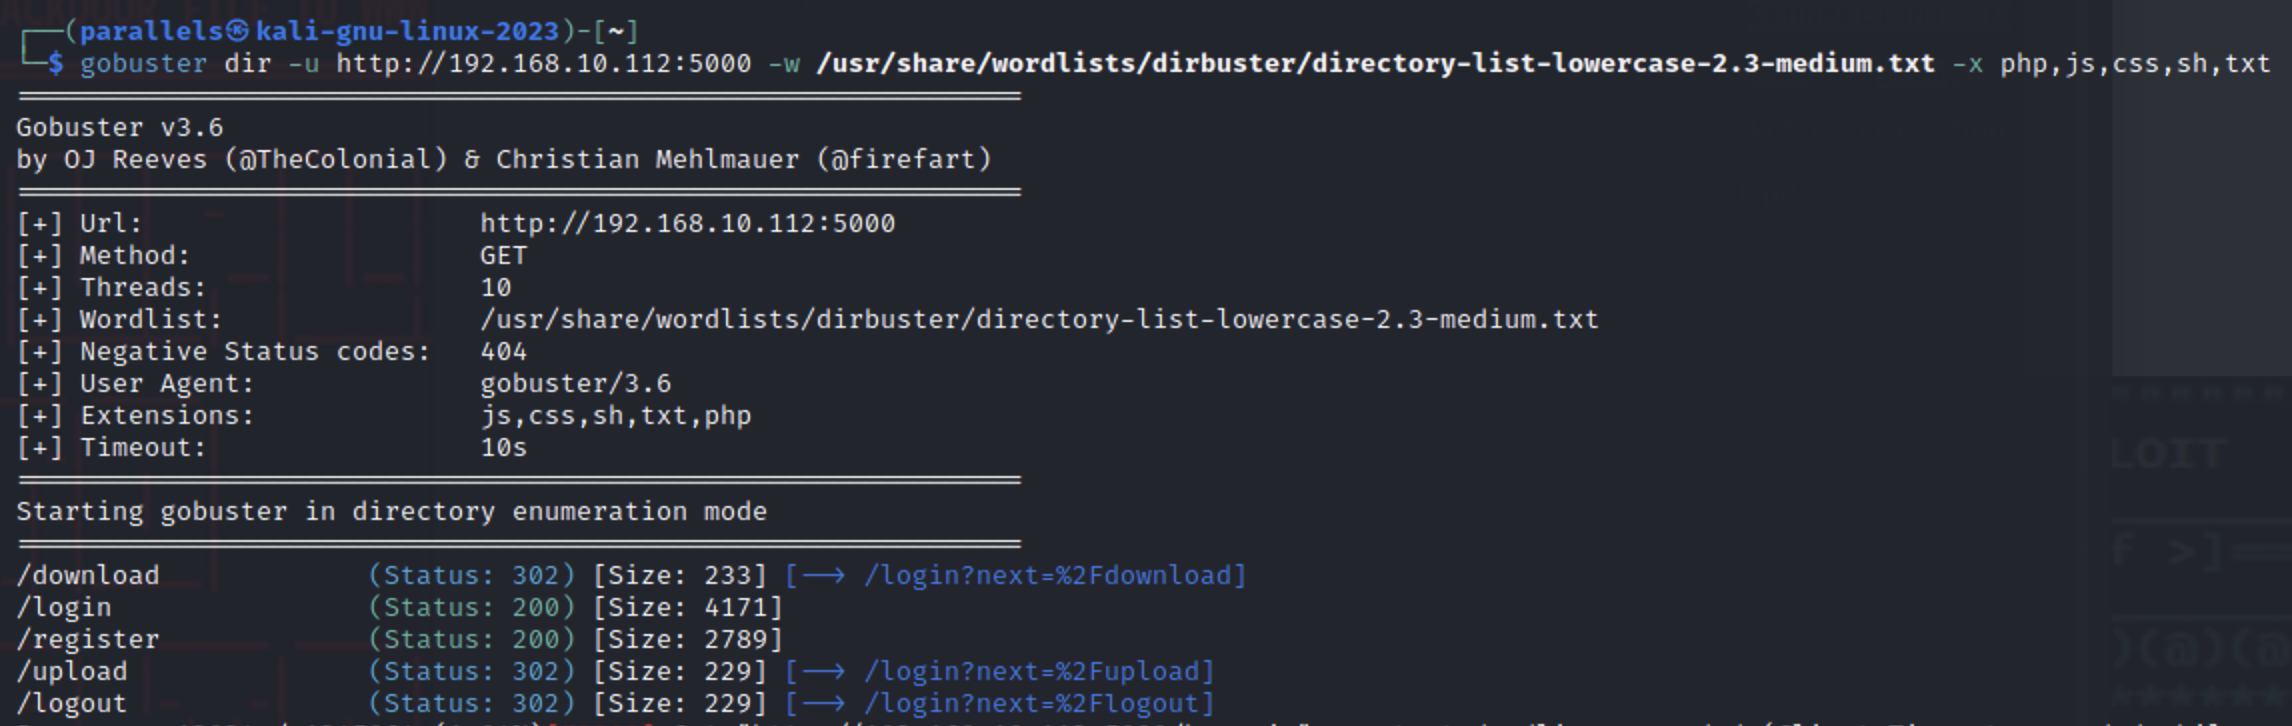 ┌──(parallels㉿kali-gnu-linux-2023)-[~]
└─$ gobuster dir -u http://192.168.10.112:5000 -w /usr/share/wordlists/dirbuster/directory-list-lowercase-2.3-medium.txt -x php,js,css,sh,txt
Gobuster v3.6
by OJ Reeves (@TheColonial) & Christian Mehlmauer (@firefart)
[+] Url: http://192.168.10.112:5000
[+] Method: GET
[+] Threads: 10
[+] Wordlist: /usr/share/wordlists/dirbuster/directory-list-lowercase-2.3-medium.txt
[+] Negative Status codes: 404
[+] User Agent: gobuster/3.6
[+] Extensions: js,css,sh,txt,php
[+] Timeout: 10s
Starting gobuster in directory enumeration mode
/download (Status: 302) [Size: 233] [--> /login?next=%2Fdownload]
/login (Status: 200) [Size: 4171]
/register (Status: 200) [Size: 2789]
/upload (Status: 302) [Size: 229] [--> /login?next=%2Fupload]
/logout (Status: 302) [Size: 229] [--> /login?next=%2Flogout]